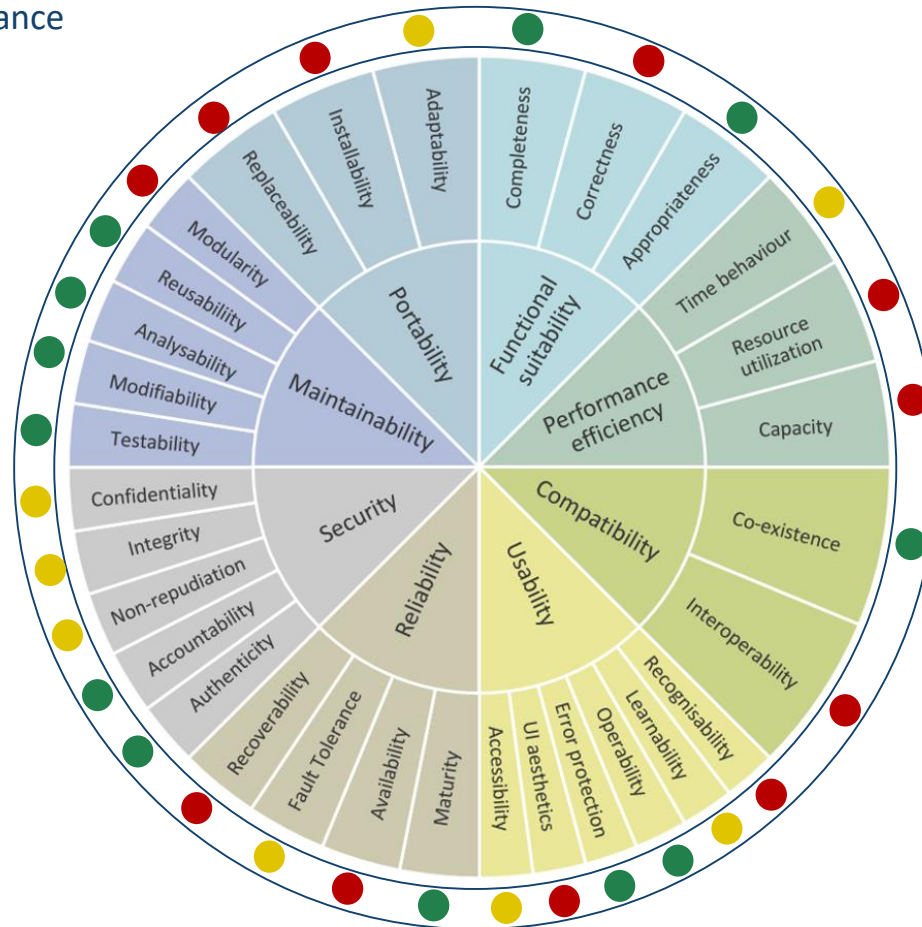 ance
Completeness
Correctness
Appropriateness
Time behaviour
Resource
utilization
Capacity
Co-existence
Interoperability
Recognisability
Learnability
Operability
Error protection
UI aesthetics
Accessibility
Maturity
Availability
Fault Tolerance
Recoverability
Authenticity
Accountability
Non-repudiation
Integrity
Confidentiality
Testability
Modifiability
Analysability
Reusabiliity
Modularity
Replaceability
Installability
Adaptability
Functional
suitability
Performance
efficiency
Compatibility
Usability
Reliability
Security
Maintainability
Portability